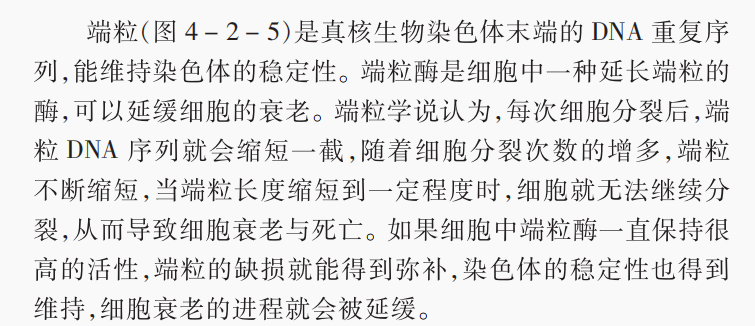 端粒(图4-2-5)是真核生物染色体末端的 DNA 重复序
列,能维持染色体的稳定性。端粒酶是细胞中一种延长端粒的
酶,可以延缓细胞的衰老。端粒学说认为,每次细胞分裂后,端
粒 DNA 序列就会缩短一截,随着细胞分裂次数的增多,端粒
不断缩短,当端粒长度缩短到一定程度时,细胞就无法继续分
裂,从而导致细胞衰老与死亡。如果细胞中端粒酶一直保持很
高的活性,端粒的缺损就能得到弥补,染色体的稳定性也得到
维持,细胞衰老的进程就会被延缓。